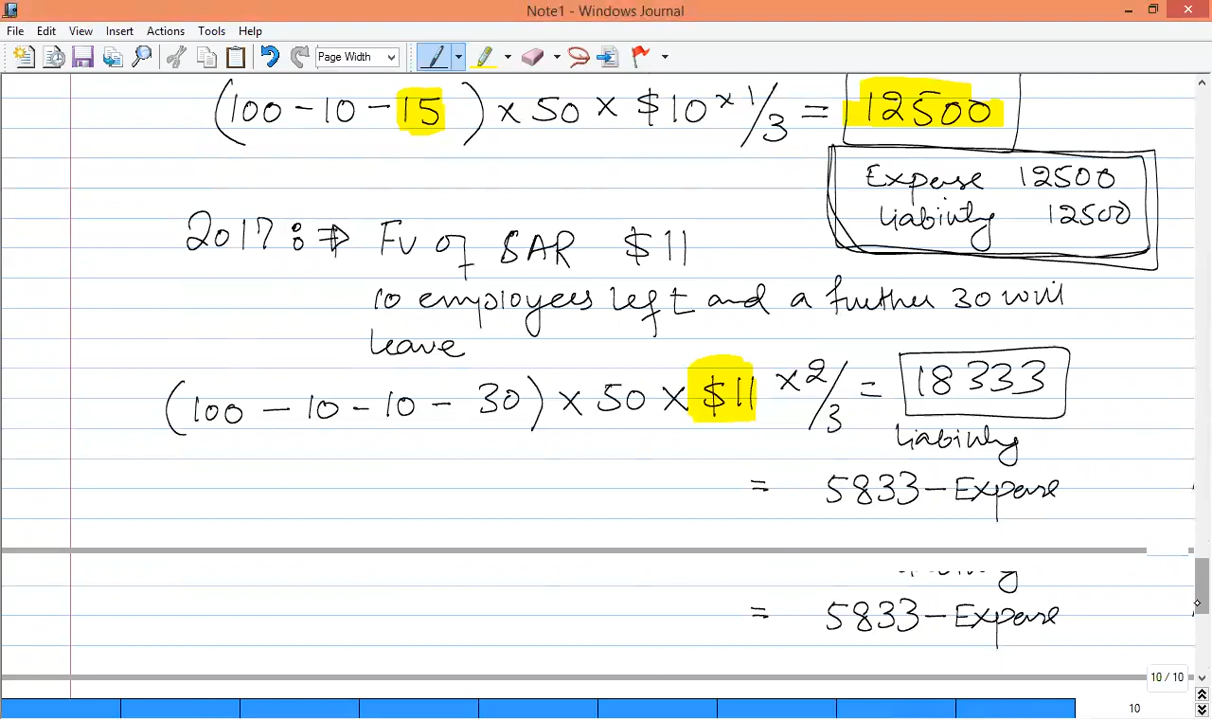 Note1 - Windows Journal
File Edit View Insert Actions Tools Help
Page Width
(100 - 10 - 15) × 50 × $10 × 1/3 = 12500
Expense 12500
liability 12500
2017 :⇒ FV of SAR $11
10 employees left and a further 30 will
leave
(100 - 10 - 10 - 30) × 50 × $11 × 2/3 = 18333
liability
= 5833 - Expense
= 5833 - Expense
10 / 10
10